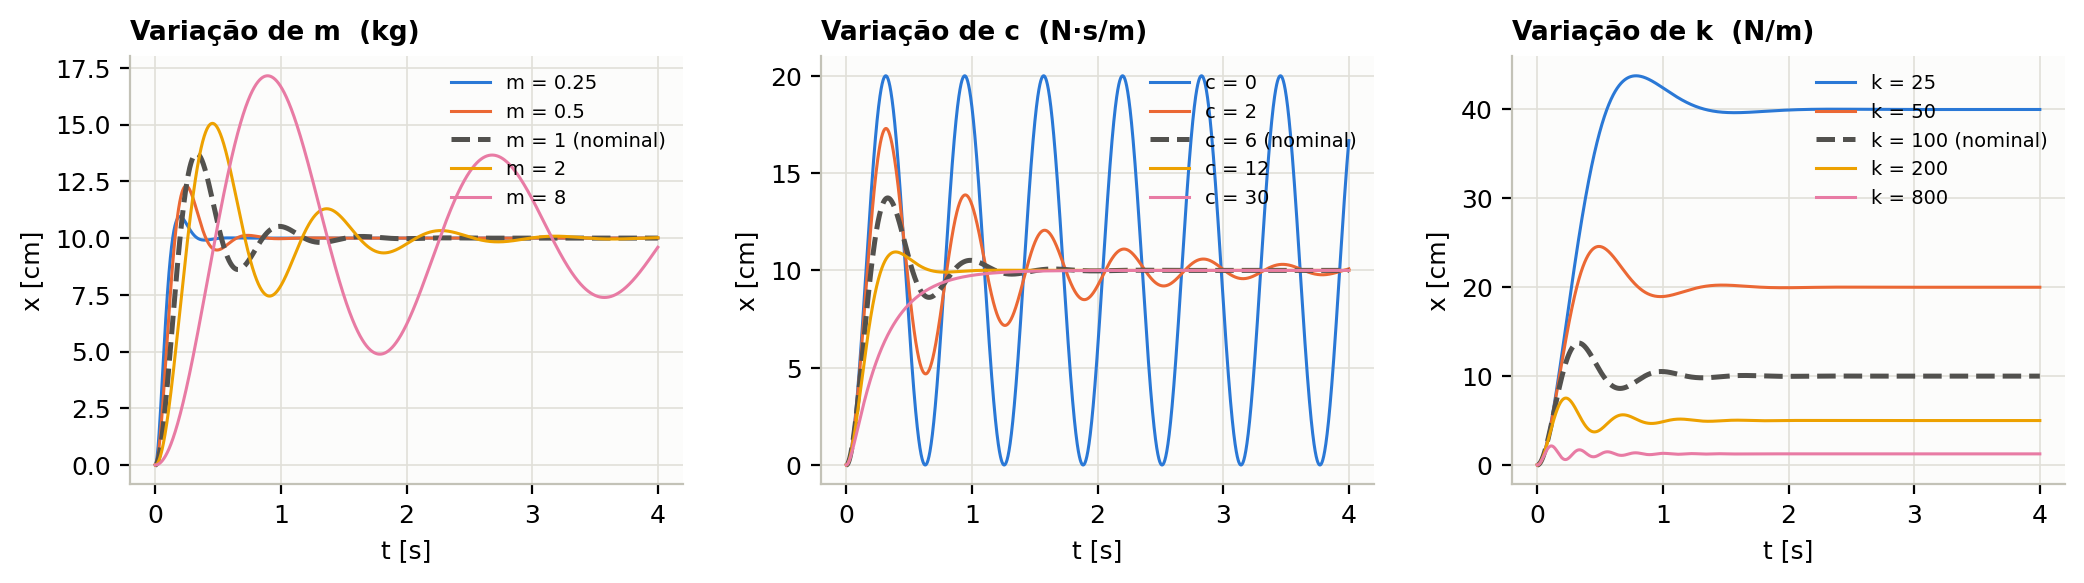 Variação de m (kg)
17.5
15.0
12.5
10.0
7.5
5.0
2.5
0.0
x [cm]
m = 0.25
m = 0.5
m = 1 (nominal)
m = 2
m = 8
0 1 2 3 4
t [s]
Variação de c (N·s/m)
20
15
10
5
0
x [cm]
c = 0
c = 2
c = 6 (nominal)
c = 12
c = 30
0 1 2 3 4
t [s]
Variação de k (N/m)
40
30
20
10
0
x [cm]
k = 25
k = 50
k = 100 (nominal)
k = 200
k = 800
0 1 2 3 4
t [s]